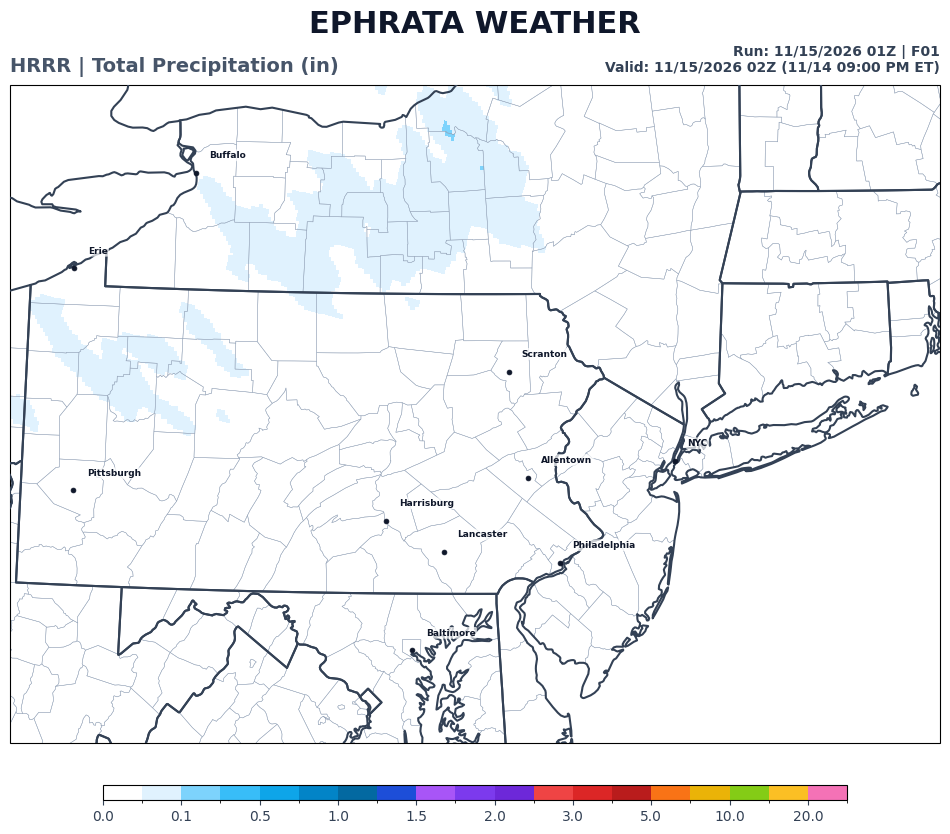 EPHRATA WEATHER
HRRR | Total Precipitation (in)
Run: 11/15/2026 01Z | F01
Valid: 11/15/2026 02Z (11/14 09:00 PM ET)
Buffalo
Erie
Scranton
NYC
Allentown
Pittsburgh
Harrisburg
Lancaster
Philadelphia
Baltimore
0.0 0.1 0.5 1.0 1.5 2.0 3.0 5.0 10.0 20.0